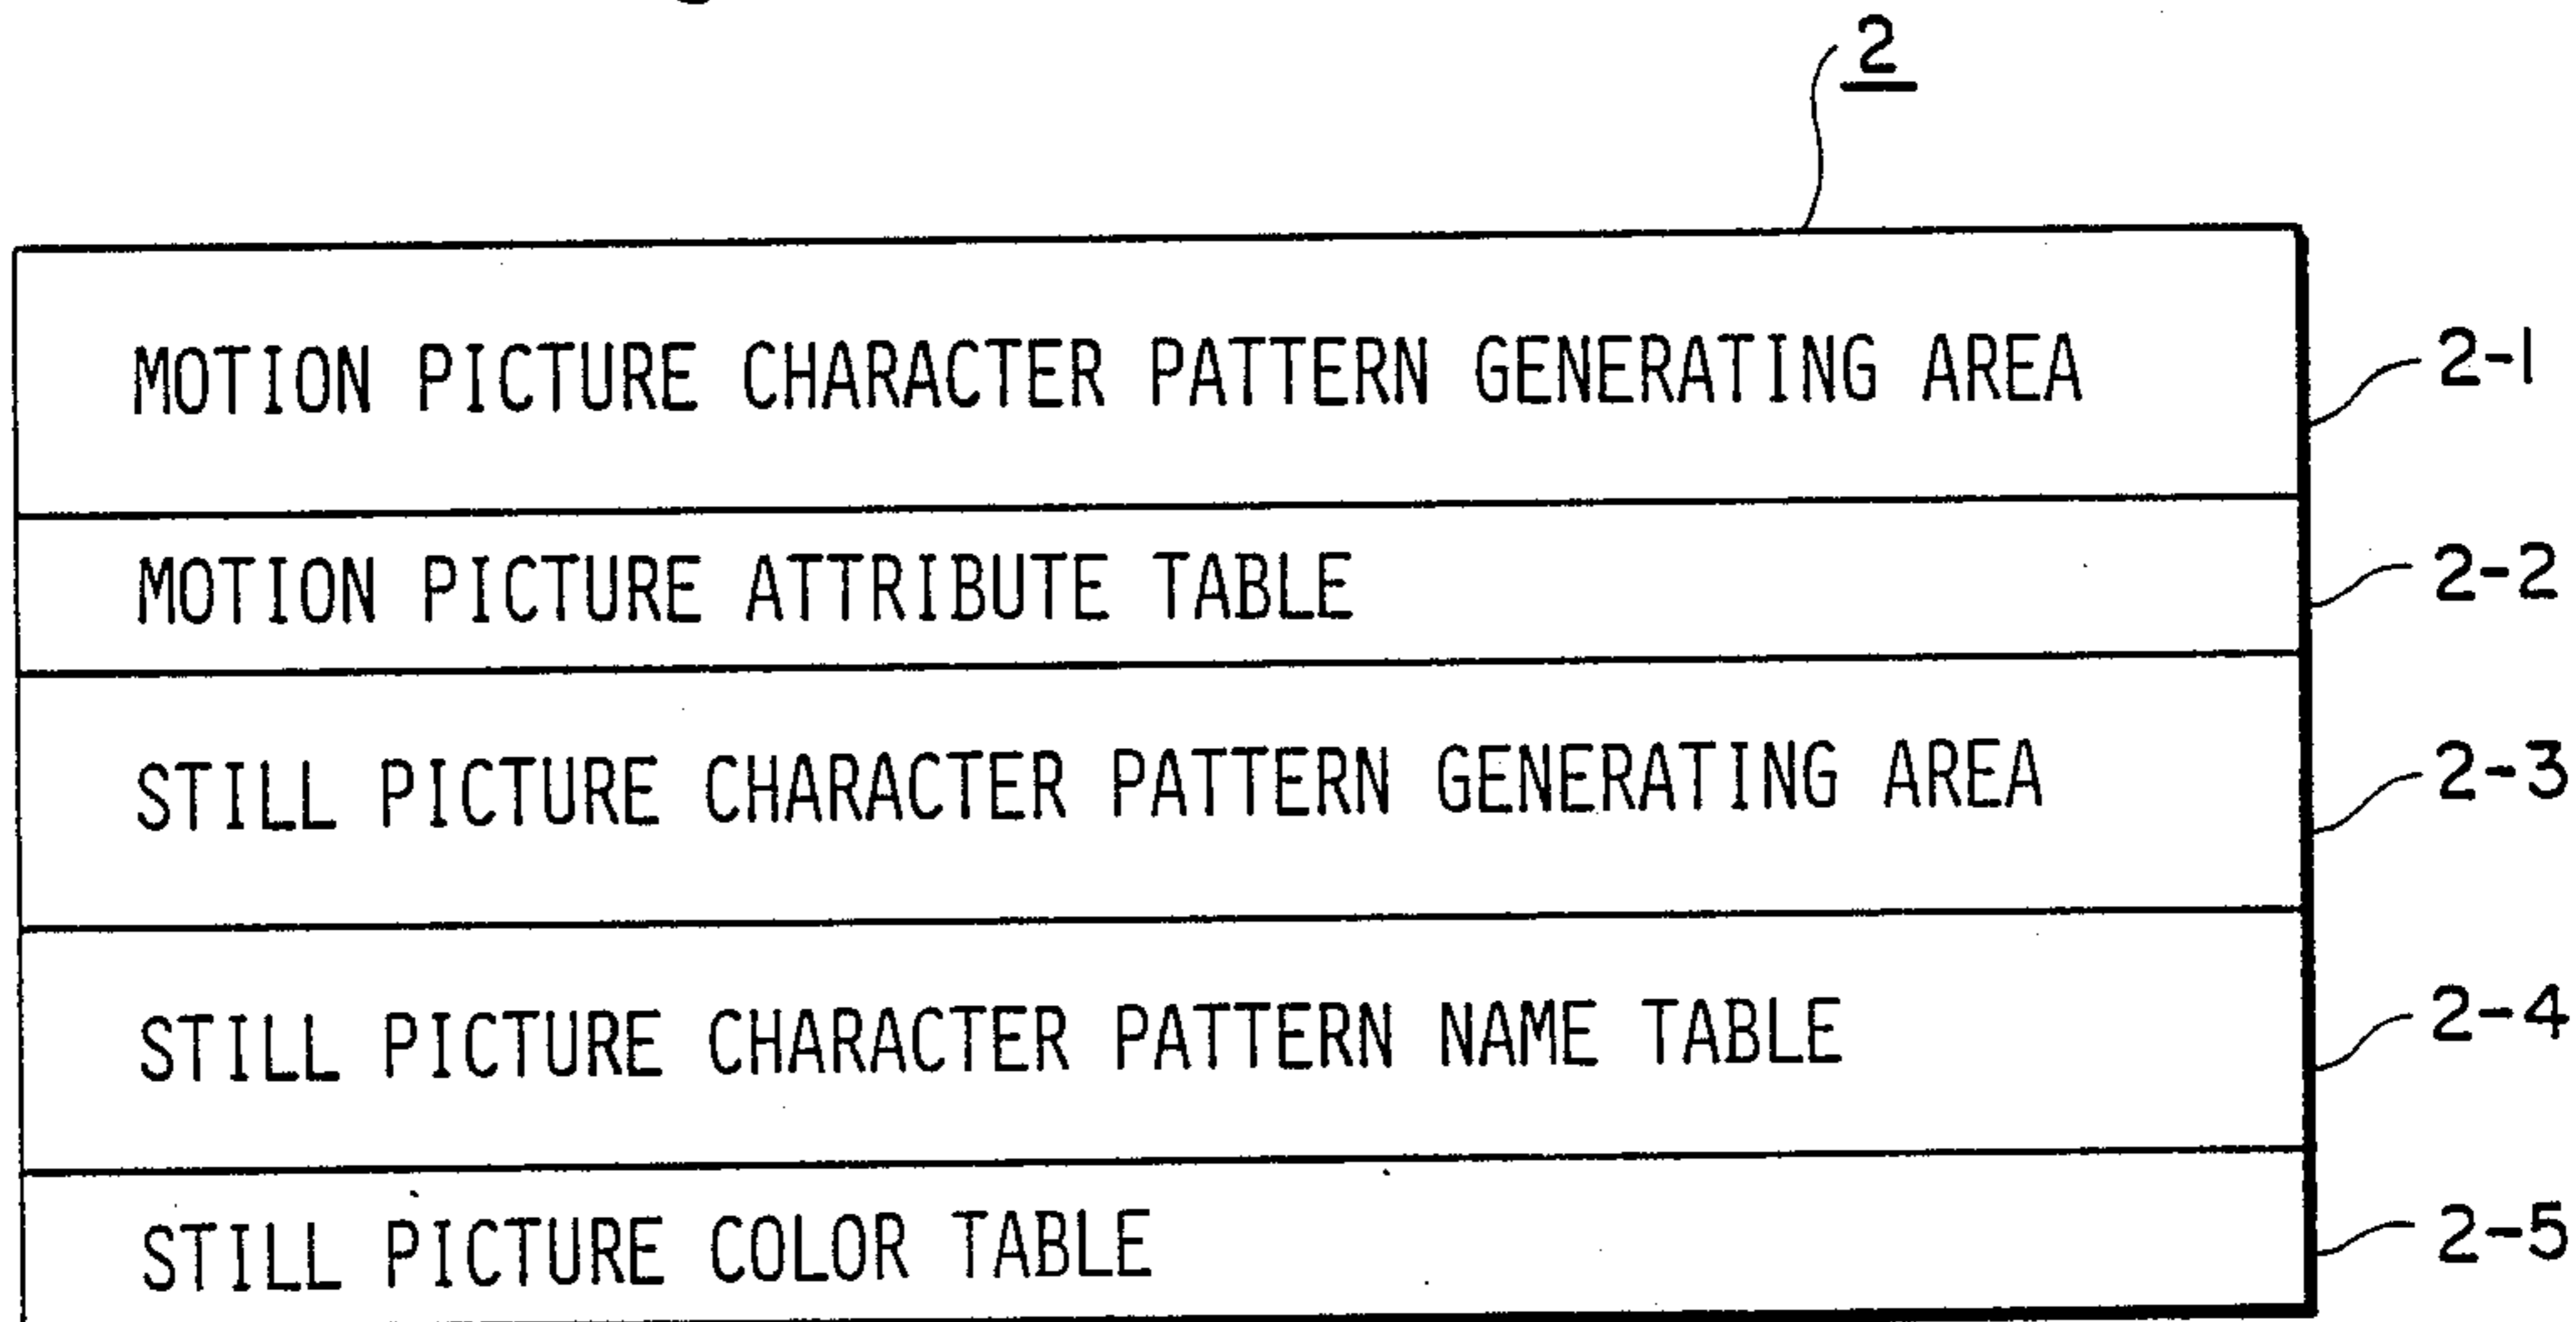 2
MOTION PICTURE CHARACTER PATTERN GENERATING AREA 2-1
MOTION PICTURE ATTRIBUTE TABLE 2-2
STILL PICTURE CHARACTER PATTERN GENERATING AREA 2-3
STILL PICTURE CHARACTER PATTERN NAME TABLE 2-4
STILL PICTURE COLOR TABLE 2-5